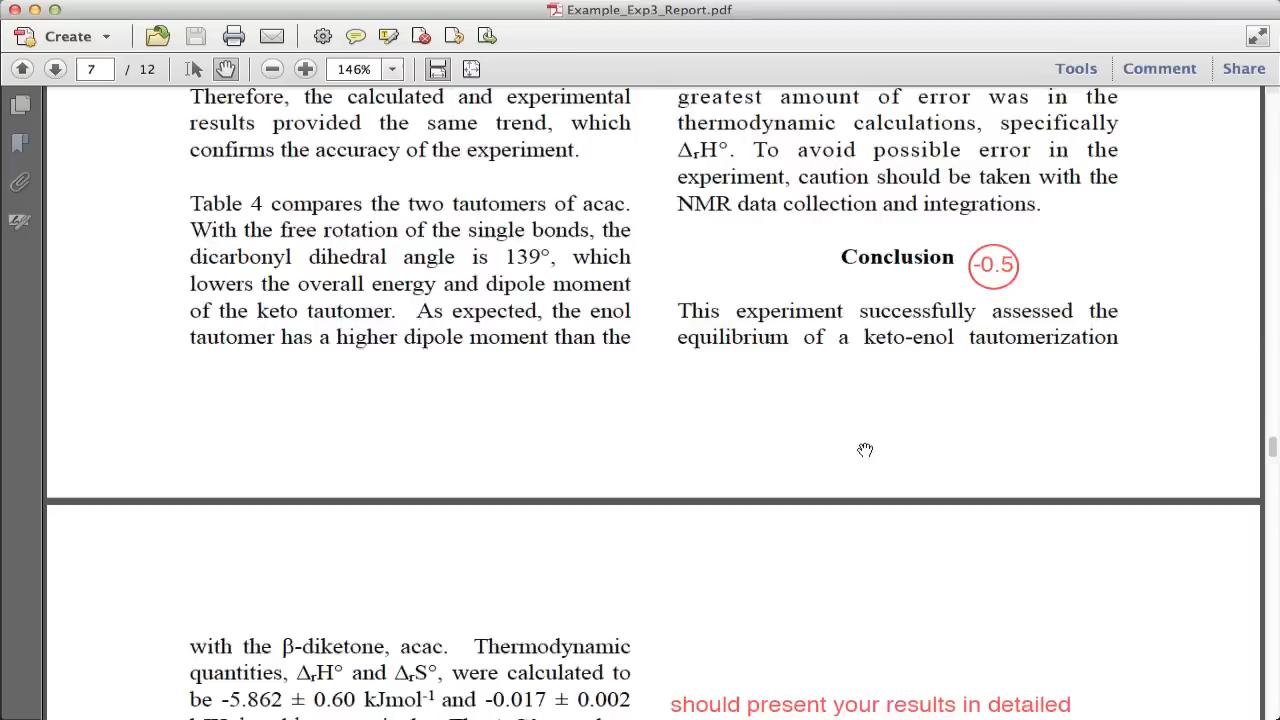 Example_Exp3_Report.pdf
Create
7 / 12
146%
Tools
Comment
Share
Therefore, the calculated and experimental
results provided the same trend, which
confirms the accuracy of the experiment.
Table 4 compares the two tautomers of acac.
With the free rotation of the single bonds, the
dicarbonyl dihedral angle is 139°, which
lowers the overall energy and dipole moment
of the keto tautomer. As expected, the enol
tautomer has a higher dipole moment than the
greatest amount of error was in the
thermodynamic calculations, specifically
ΔᵣH°. To avoid possible error in the
experiment, caution should be taken with the
NMR data collection and integrations.
Conclusion
-0.5
This experiment successfully assessed the
equilibrium of a keto-enol tautomerization
with the β-diketone, acac. Thermodynamic
quantities, ΔᵣH° and ΔᵣS°, were calculated to
be -5.862 ± 0.60 kJmol⁻¹ and -0.017 ± 0.002
should present your results in detailed